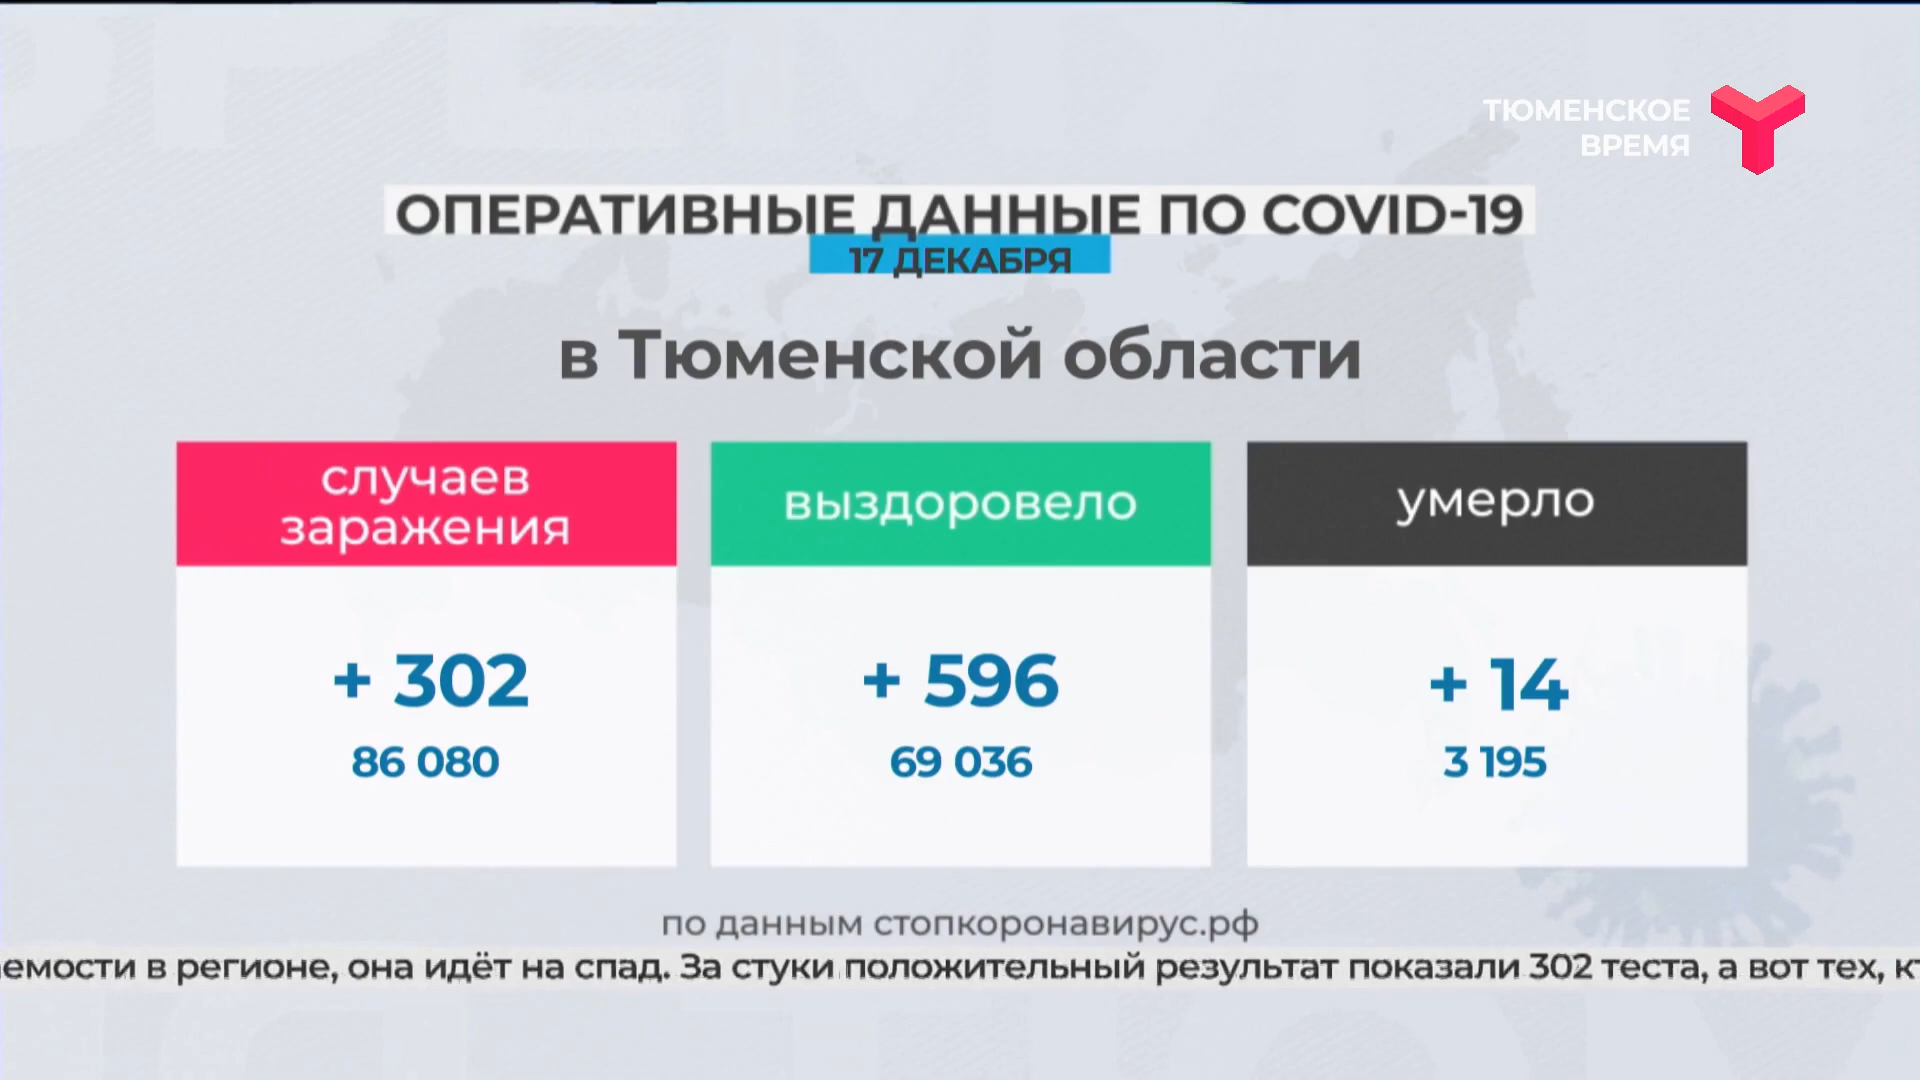 ТЮМЕНСКОЕ
ВРЕМЯ
ОПЕРАТИВНЫЕ ДАННЫЕ ПО COVID-19
17 ДЕКАБРЯ
в Тюменской области
случаев
заражения
+ 302
86 080
выздоровело
+ 596
69 036
умерло
+ 14
3 195
по данным стопкоронавирус.рф
емости в регионе, она идёт на спад. За стуки положительный результат показали 302 теста, а вот тех,